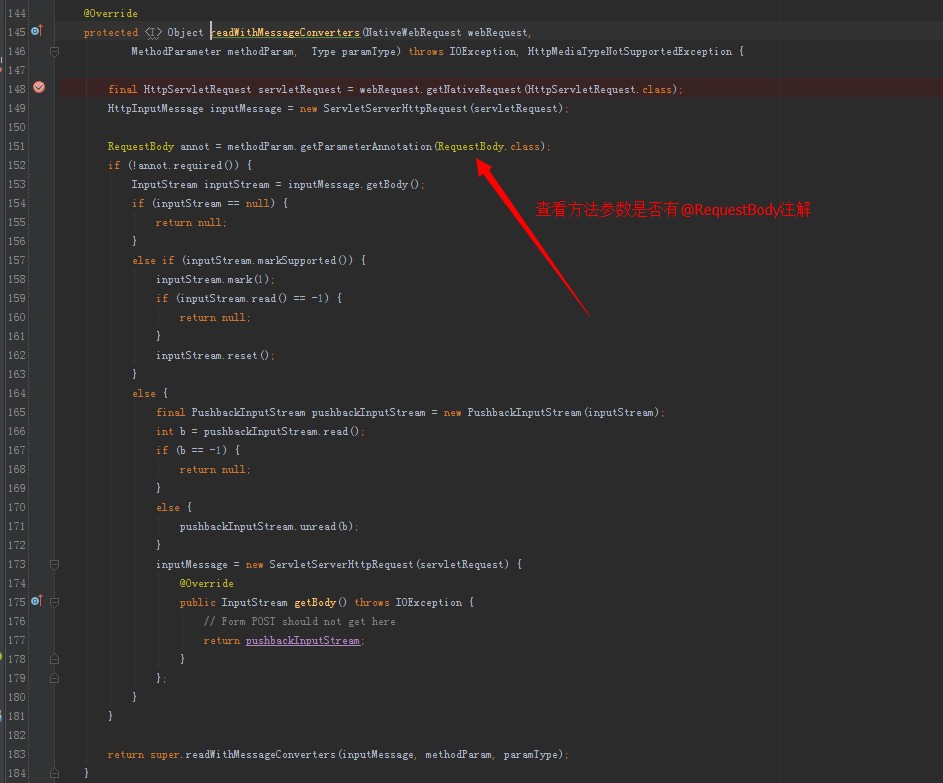 144 @Override
145 protected <I> Object readWithMessageConverters(NativeWebRequest webRequest,
146 MethodParameter methodParam, Type paramType) throws IOException, HttpMediaTypeNotSupportedException {
147
148 final HttpServletRequest servletRequest = webRequest.getNativeRequest(HttpServletRequest.class);
149 HttpInputMessage inputMessage = new ServletServerHttpRequest(servletRequest);
150
151 RequestBody annot = methodParam.getParameterAnnotation(RequestBody.class);
152 if (!annot.required()) {
153 InputStream inputStream = inputMessage.getBody();
154 if (inputStream == null) {
查看方法参数是否有@RequestBody注解
155 return null;
156 }
157 else if (inputStream.markSupported()) {
158 inputStream.mark(1);
159 if (inputStream.read() == -1) {
160 return null;
161 }
162 inputStream.reset();
163 }
164 else {
165 final PushbackInputStream pushbackInputStream = new PushbackInputStream(inputStream);
166 int b = pushbackInputStream.read();
167 if (b == -1) {
168 return null;
169 }
170 else {
171 pushbackInputStream.unread(b);
172 }
173 inputMessage = new ServletServerHttpRequest(servletRequest) {
174 @Override
175 public InputStream getBody() throws IOException {
176 // Form POST should not get here
177 return pushbackInputStream;
178 }
179 };
180 }
181 }
182
183 return super.readWithMessageConverters(inputMessage, methodParam, paramType);
184 }